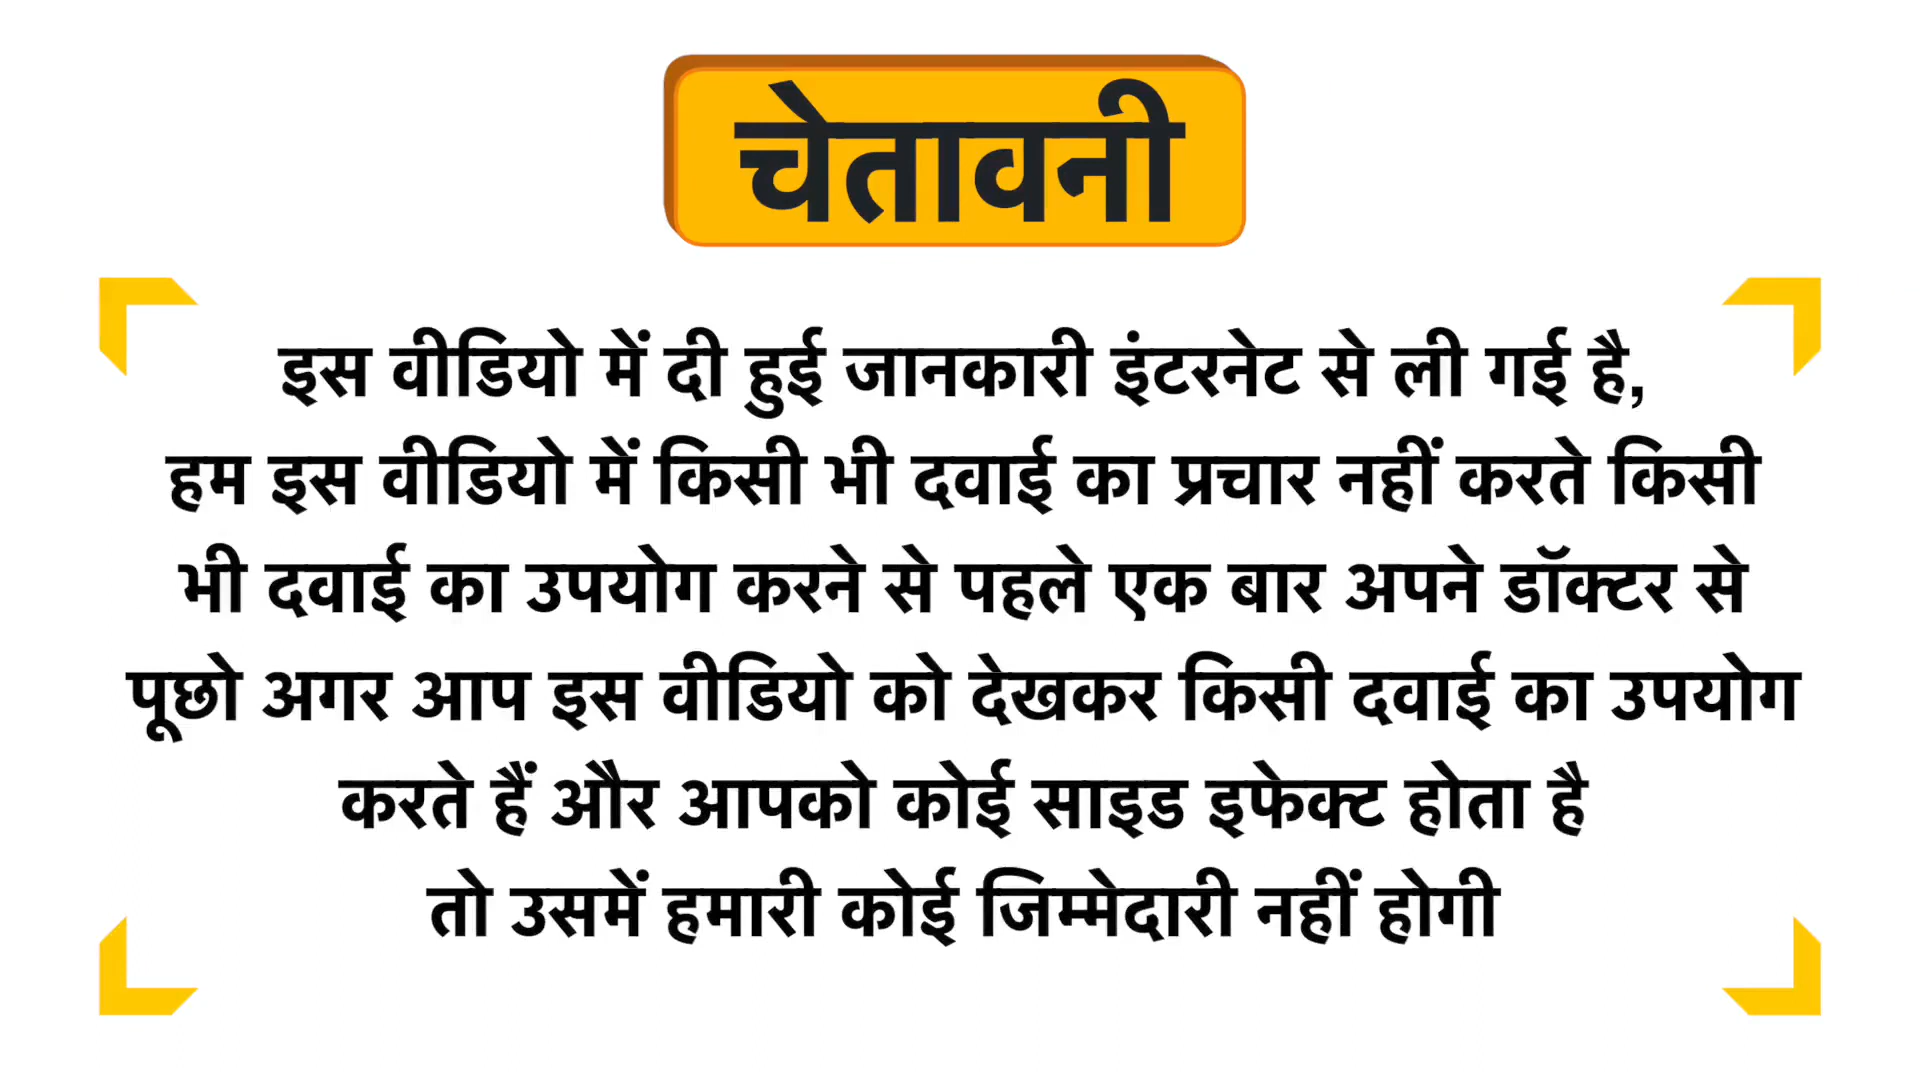 चेतावनी
इस वीडियो में दी हुई जानकारी इंटरनेट से ली गई है,
हम इस वीडियो में किसी भी दवाई का प्रचार नहीं करते किसी
भी दवाई का उपयोग करने से पहले एक बार अपने डॉक्टर से
पूछो अगर आप इस वीडियो को देखकर किसी दवाई का उपयोग
करते हैं और आपको कोई साइड इफेक्ट होता है
तो उसमें हमारी कोई जिम्मेदारी नहीं होगी